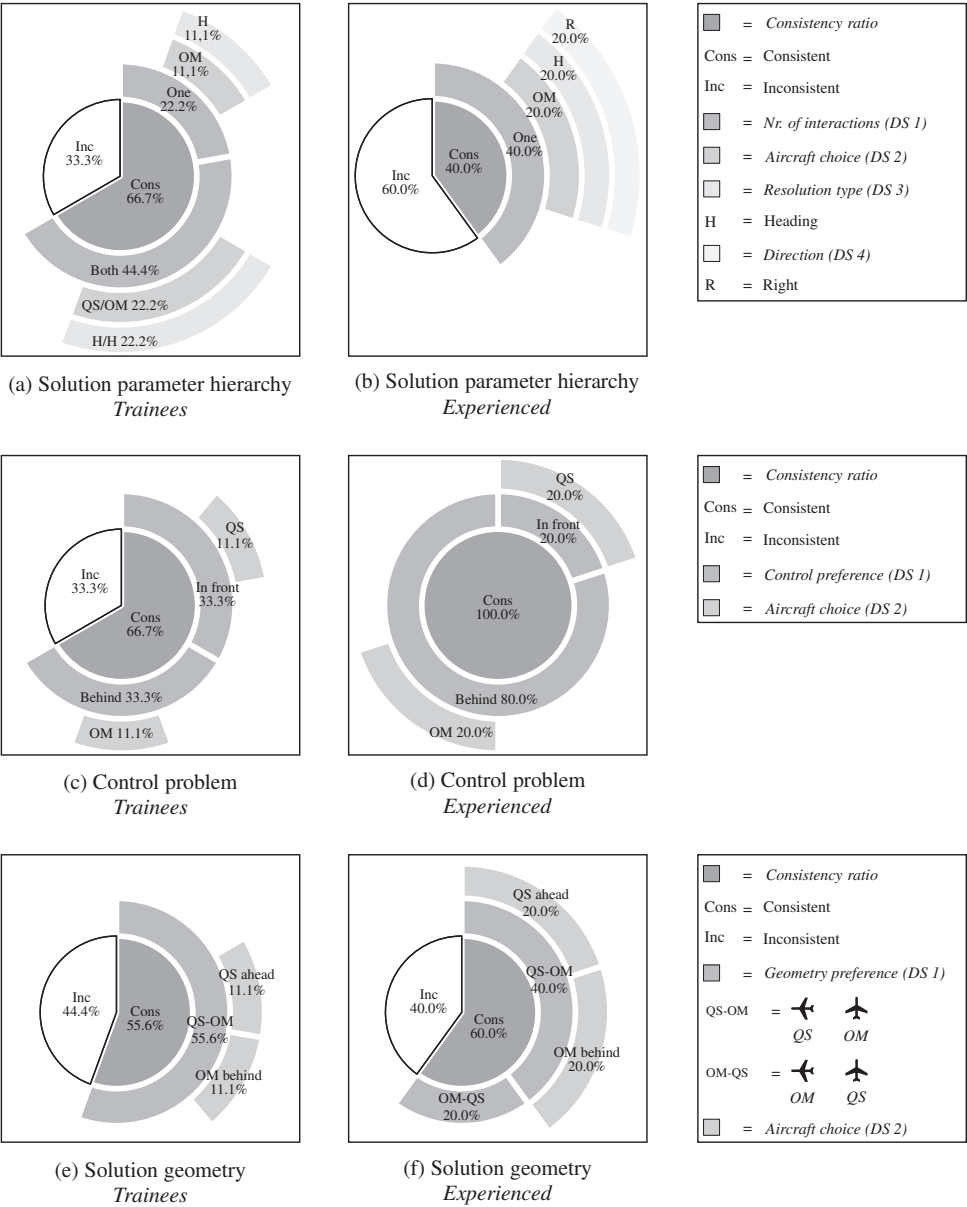 H
11,1%
OM
11,1%
One
22.2%
Inc
33.3%
Cons
66.7%
Both 44.4%
QS/OM 22.2%
H/H 22.2%
(a) Solution parameter hierarchy
Trainees
R
20.0%
H
20.0%
OM
20.0%
One
40.0%
Cons
40.0%
Inc
60.0%
(b) Solution parameter hierarchy
Experienced
= Consistency ratio
Cons = Consistent
Inc = Inconsistent
= Nr. of interactions (DS 1)
= Aircraft choice (DS 2)
= Resolution type (DS 3)
H = Heading
= Direction (DS 4)
R = Right
QS
11.1%
Inc
33.3%
In front
33.3%
Cons
66.7%
Behind 33.3%
OM 11.1%
(c) Control problem
Trainees
QS
20.0%
In front
20.0%
Cons
100.0%
Behind 80.0%
OM 20.0%
(d) Control problem
Experienced
= Consistency ratio
Cons = Consistent
Inc = Inconsistent
= Control preference (DS 1)
= Aircraft choice (DS 2)
QS ahead
11.1%
Inc
44.4%
Cons
55.6%
QS-OM
55.6%
OM behind
11.1%
(e) Solution geometry
Trainees
QS ahead
20.0%
QS-OM
40.0%
Inc
40.0%
Cons
60.0%
OM behind
20.0%
OM-QS
20.0%
(f) Solution geometry
Experienced
= Consistency ratio
Cons = Consistent
Inc = Inconsistent
= Geometry preference (DS 1)
QS-OM =
QS OM
OM-QS =
OM QS
= Aircraft choice (DS 2)